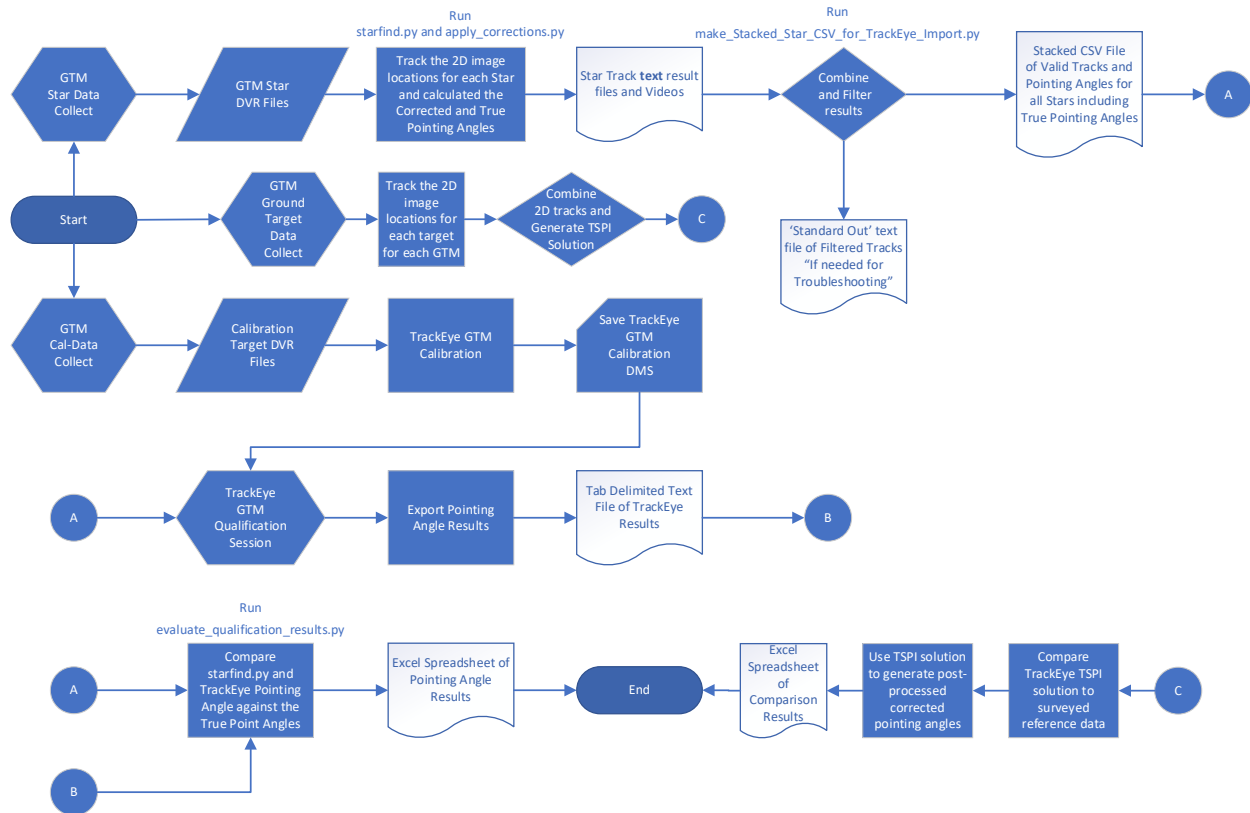 Run
starfind.py and apply_corrections.py
Run
make_Stacked_Star_CSV_for_TrackEye_Import.py
GTM
Star Data
Collect
GTM Star
DVR Files
Track the 2D image
locations for each Star
and calculated the
Corrected and True
Pointing Angles
Star Track text result
files and Videos
Combine
and Filter
results
Stacked CSV File
of Valid Tracks and
Pointing Angles for
all Stars including
True Pointing Angles
A
Start
GTM
Ground
Target
Data
Collect
Track the 2D
image
locations for
each target
for each GTM
Combine
2D tracks and
Generate TSPI
Solution
C
‘Standard Out’ text
file of Filtered Tracks
“If needed for
Troubleshooting”
GTM
Cal-Data
Collect
Calibration
Target DVR
Files
TrackEye GTM
Calibration
Save TrackEye
GTM
Calibration
DMS
A
TrackEye
GTM
Qualification
Session
Export Pointing
Angle Results
Tab Delimited Text
File of TrackEye
Results
B
Run
evaluate_qualification_results.py
A
Compare
starfind.py and
TrackEye Pointing
Angle against the
True Point Angles
Excel Spreadsheet of
Pointing Angle
Results
End
Excel
Spreadsheet
of
Comparison
Results
Use TSPI solution
to generate post-
processed
corrected
pointing angles
Compare
TrackEye TSPI
solution to
surveyed
reference data
C
B